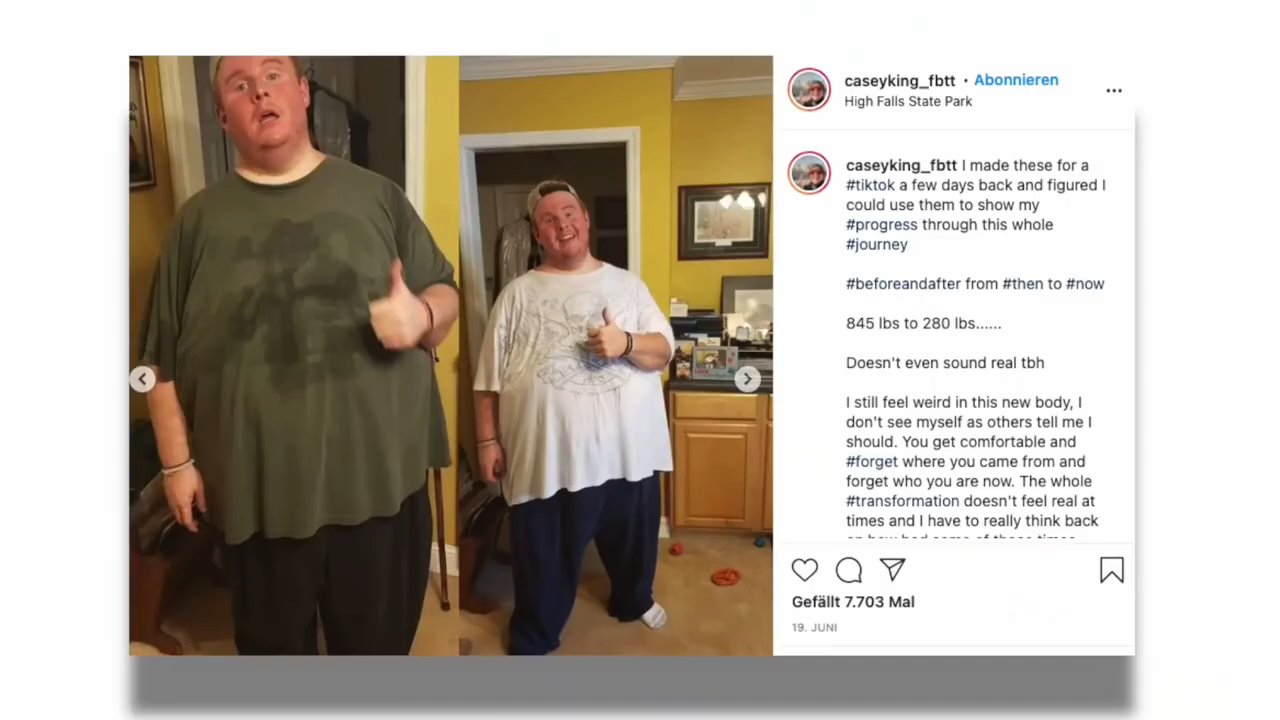 caseyking_fbtt • Abonnieren
High Falls State Park
caseyking_fbtt I made these for a
#tiktok a few days back and figured I
could use them to show my
#progress through this whole
#journey
#beforeandafter from #then to #now
845 lbs to 280 lbs......
Doesn't even sound real tbh
I still feel weird in this new body, I
don't see myself as others tell me I
should. You get comfortable and
#forget where you came from and
forget who you are now. The whole
#transformation doesn't feel real at
times and I have to really think back
Gefällt 7.703 Mal
19. JUNI